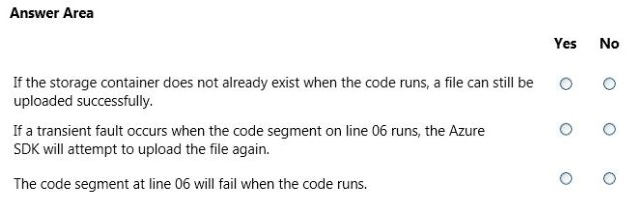 Answer Area
Yes No
If the storage container does not already exist when the code runs, a file can still be
uploaded successfully.
If a transient fault occurs when the code segment on line 06 runs, the Azure
SDK will attempt to upload the file again.
The code segment at line 06 will fail when the code runs.